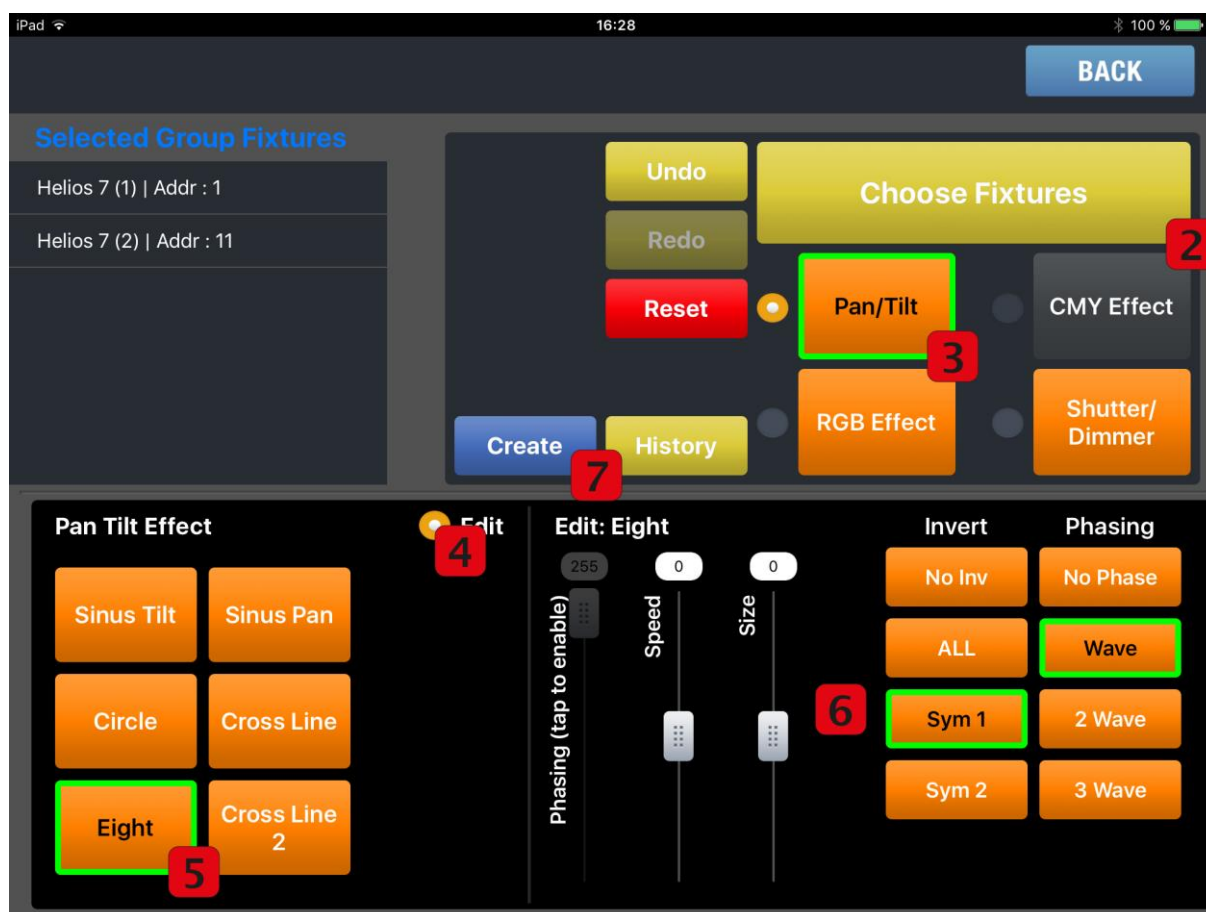 iPad
16:28
100 %
BACK
Selected Group Fixtures
Helios 7 (1) | Addr : 1
Helios 7 (2) | Addr : 11
Undo
Choose Fixtures
2
Redo
Reset
Pan/Tilt
3
CMY Effect
Create
7
History
RGB Effect
Shutter/
Dimmer
Pan Tilt Effect
4
Edit
Sinus Tilt
Sinus Pan
Circle
Cross Line
Eight
5
Cross Line
2
Edit: Eight
255
0
0
Phasing (tap to enable)
Speed
Size
6
Invert
Phasing
No Inv
No Phase
ALL
Wave
Sym 1
2 Wave
Sym 2
3 Wave